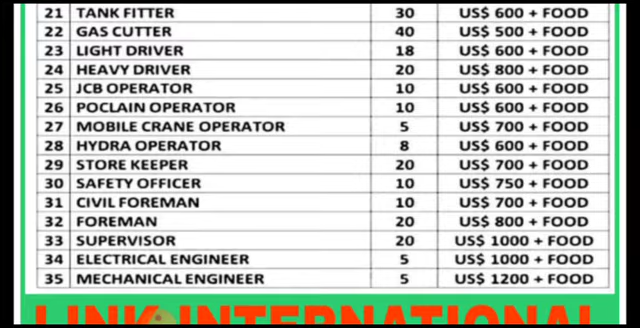 21 TANK FITTER 30 US$ 600 + FOOD
22 GAS CUTTER 40 US$ 500 + FOOD
23 LIGHT DRIVER 18 US$ 600 + FOOD
24 HEAVY DRIVER 20 US$ 800 + FOOD
25 JCB OPERATOR 10 US$ 600 + FOOD
26 POCLAIN OPERATOR 10 US$ 600 + FOOD
27 MOBILE CRANE OPERATOR 5 US$ 700 + FOOD
28 HYDRA OPERATOR 8 US$ 600 + FOOD
29 STORE KEEPER 20 US$ 700 + FOOD
30 SAFETY OFFICER 10 US$ 750 + FOOD
31 CIVIL FOREMAN 10 US$ 700 + FOOD
32 FOREMAN 20 US$ 800 + FOOD
33 SUPERVISOR 20 US$ 1000 + FOOD
34 ELECTRICAL ENGINEER 5 US$ 1000 + FOOD
35 MECHANICAL ENGINEER 5 US$ 1200 + FOOD
LINK INTERNATIONAL